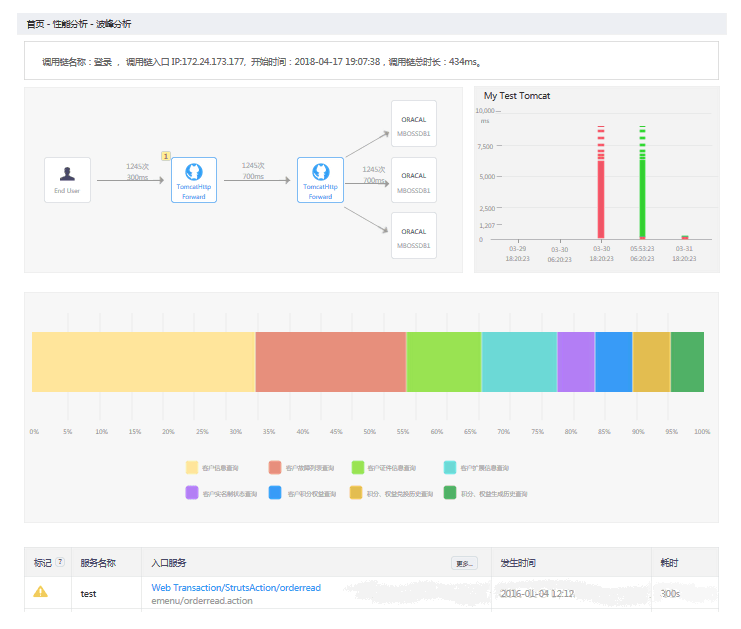 首页 - 性能分析 - 波峰分析
调用链名称：登录 ， 调用链入口 IP:172.24.173.177, 开始时间：2018-04-17 19:07:38 , 调用链总时长：434ms。
End User
1245次
300ms
1
TomcatHttp
Forward
1245次
700ms
TomcatHttp
Forward
1245次
700ms
ORACAL
MBOSSDB1
ORACAL
MBOSSDB1
ORACAL
MBOSSDB1
My Test Tomcat
10,000
ms
7,500
5,000
2,500
1,207
0
03-29
18:20:23
03-30
06:20:23
03-30
18:20:23
05:53:23
06:20:23
03-31
18:20:23
0% 5% 10% 15% 20% 25% 30% 35% 40% 45% 50% 55% 60% 65% 70% 75% 80% 85% 90% 95% 100%
客户信息查询 客户故障列表查询 客户证件信息查询 客户扩展信息查询
客户实名制状态查询 客户积分权益查询 积分、权益兑换历史查询 积分、权益生成历史查询
标记 ? 服务名称 入口服务 更多... 发生时间 耗时
test Web Transaction/StrutsAction/orderread 2016-01-04 12:12 300s
emenu/orderread.action